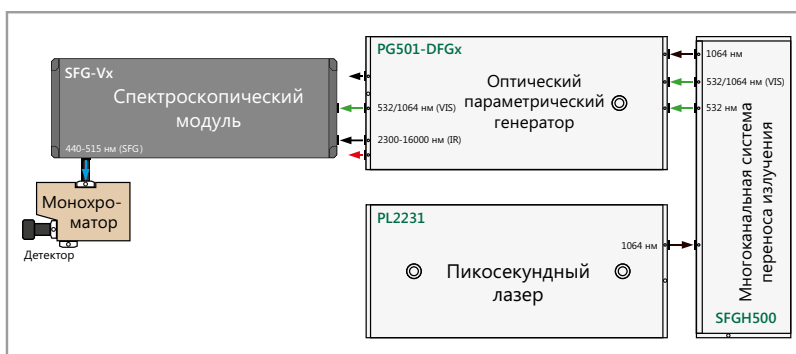 SFG-Vx
Спектроскопический
модуль
440-515 нм (SFG)
Монохро-
матор
Детектор
PG501-DFGx
Оптический
параметрический
генератор
532/1064 нм (VIS)
2300-16000 нм (IR)
PL2231
1064 нм
Пикосекундный
лазер
1064 нм
532/1064 нм (VIS)
532 нм
Многоканальная система
переноса излучения
SFGH500